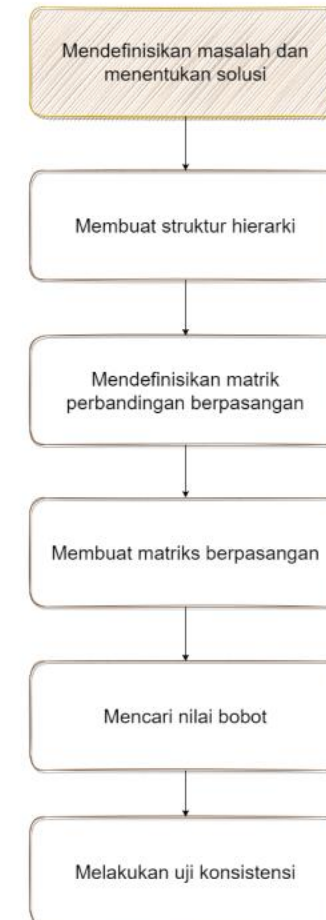 Mendefinisikan masalah dan
menentukan solusi
Membuat struktur hierarki
Mendefinisikan matrik
perbandingan berpasangan
Membuat matriks berpasangan
Mencari nilai bobot
Melakukan uji konsistensi